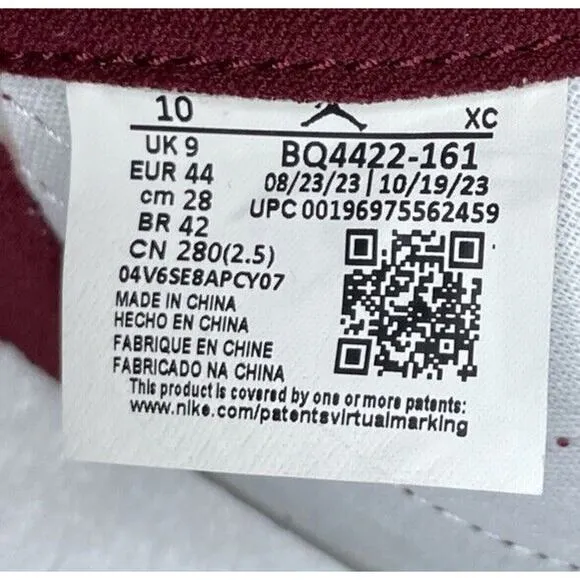 10 XC
UK 9
EUR 44
cm 28
BR 42
CN 280(2.5)
BQ4422-161
08/23/23 | 10/19/23
UPC 00196975562459
04V6SE8APCY07
MADE IN CHINA
HECHO EN CHINA
FABRIQUE EN CHINE
FABRICADO NA CHINA
This product is covered by one or more patents:
www.nike.com/patentsvirtualmarking